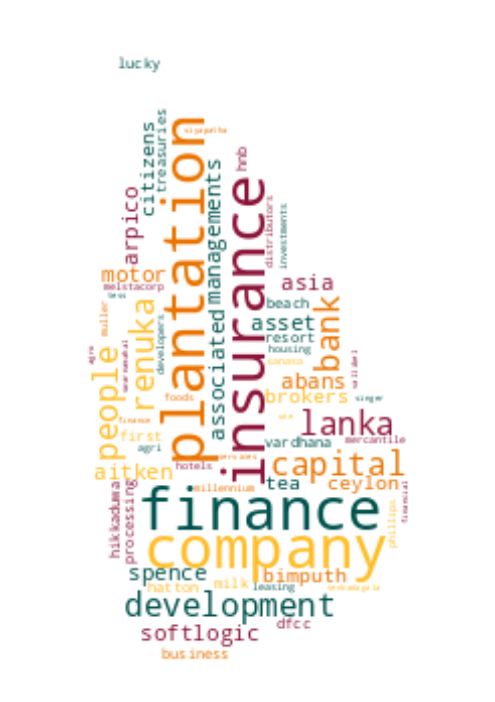 lucky
siyapatha
plantation
treasuries
citizens
hnb
managements
associated
insurance
arpico
distributors
investments
motor
melstacorp
asia
beach
asset
resort
bank
housing
renuka
developers
muller
people
abans
brokers
singer
foods
finance
first
agri
lanka
vardhana
mercantile
aitken
hotels
capital
tea
ceylon
millennium
financial
phillips
hikkaduwa
processing
finance
company
spence
bimputh
hatton
milk
leasing
development
dfcc
softlogic
business